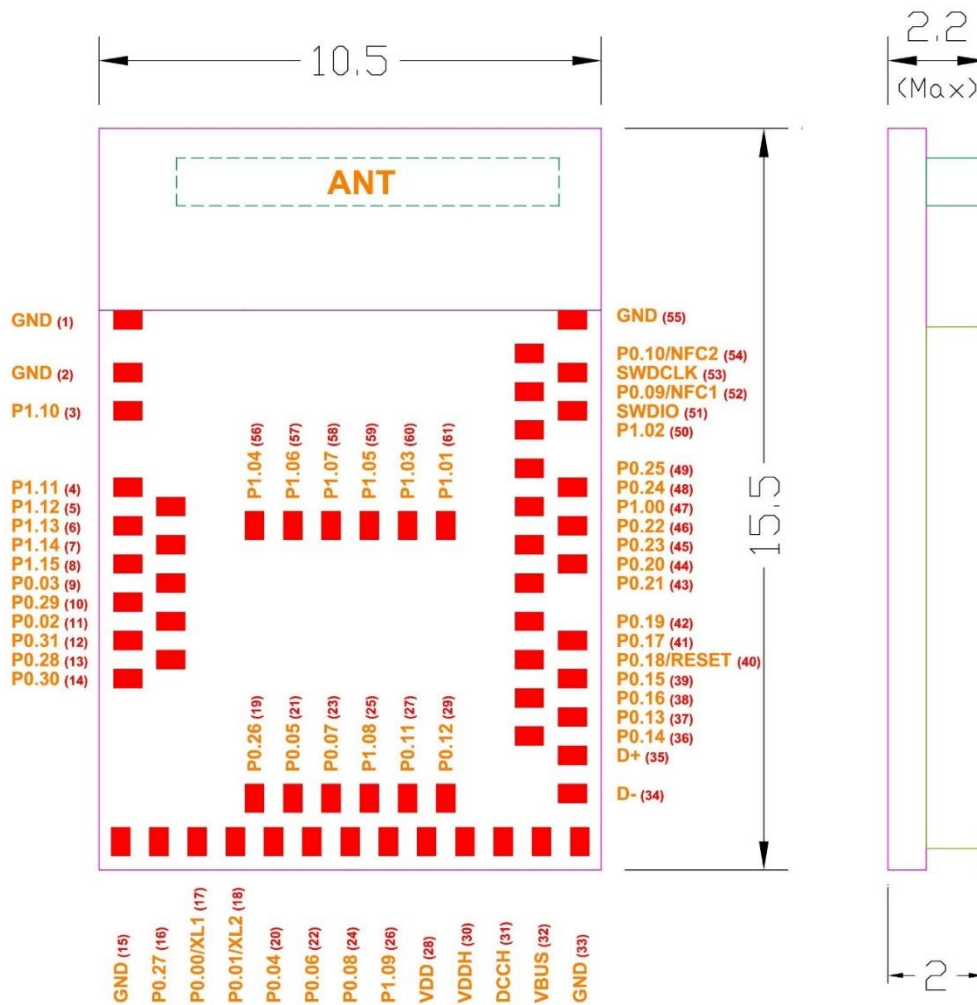 10.5
2.2
(Max)
ANT
15.5
GND (1)
GND (2)
P1.10 (3)
P1.11 (4)
P1.12 (5)
P1.13 (6)
P1.14 (7)
P1.15 (8)
P0.03 (9)
P0.29 (10)
P0.02 (11)
P0.31 (12)
P0.28 (13)
P0.30 (14)
P1.04 (56)
P1.06 (57)
P1.07 (58)
P1.05 (59)
P1.03 (60)
P1.01 (61)
P0.26 (19)
P0.05 (21)
P0.07 (23)
P1.08 (25)
P0.11 (27)
P0.12 (29)
GND (55)
P0.10/NFC2 (54)
SWDCLK (53)
P0.09/NFC1 (52)
SWDIO (51)
P1.02 (50)
P0.25 (49)
P0.24 (48)
P1.00 (47)
P0.22 (46)
P0.23 (45)
P0.20 (44)
P0.21 (43)
P0.19 (42)
P0.17 (41)
P0.18/RESET (40)
P0.15 (39)
P0.16 (38)
P0.13 (37)
P0.14 (36)
D+ (35)
D- (34)
GND (15)
P0.27 (16)
P0.00/XL1 (17)
P0.01/XL2 (18)
P0.04 (20)
P0.06 (22)
P0.08 (24)
P1.09 (26)
VDD (28)
VDDH (30)
DCCH (31)
VBUS (32)
GND (33)
2